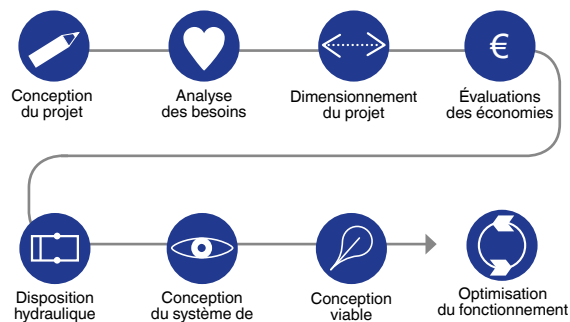 €
Conception
du projet
Analyse
des besoins
Dimensionnement
du projet
Évaluations
des économies
Disposition
hydraulique
Conception
du système de
Conception
viable
Optimisation
du fonctionnement